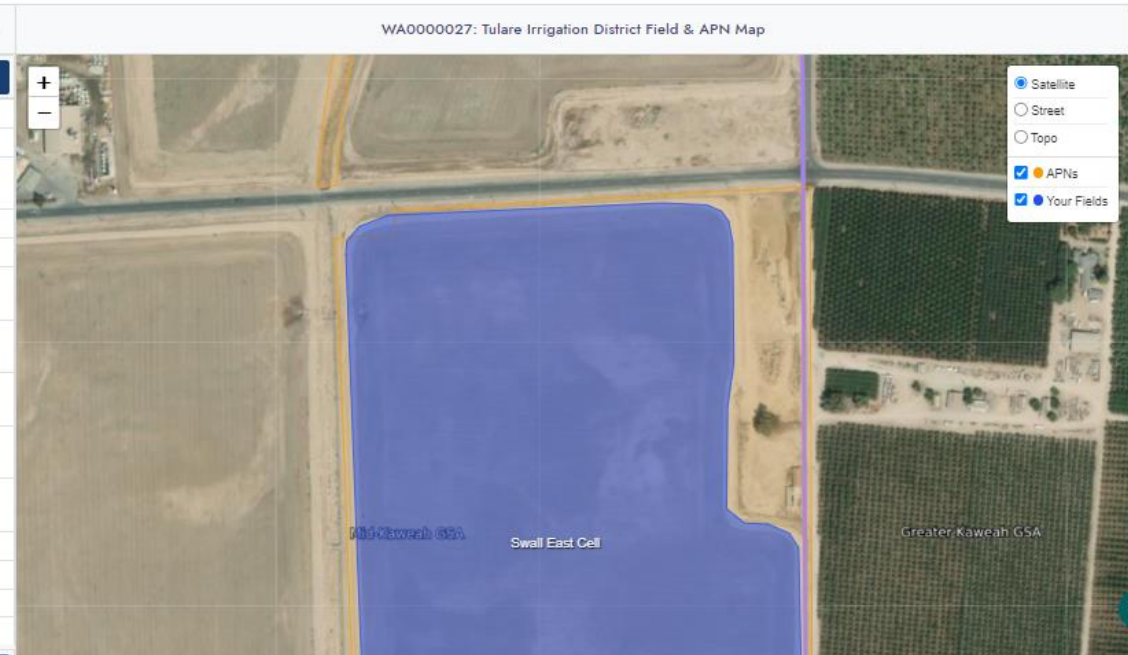 WA0000027: Tulare Irrigation District Field & APN Map
+
−
Satellite
Street
Topo
APNs
Your Fields
Mid-Kaweah GSA
Swall East Cell
Greater Kaweah GSA